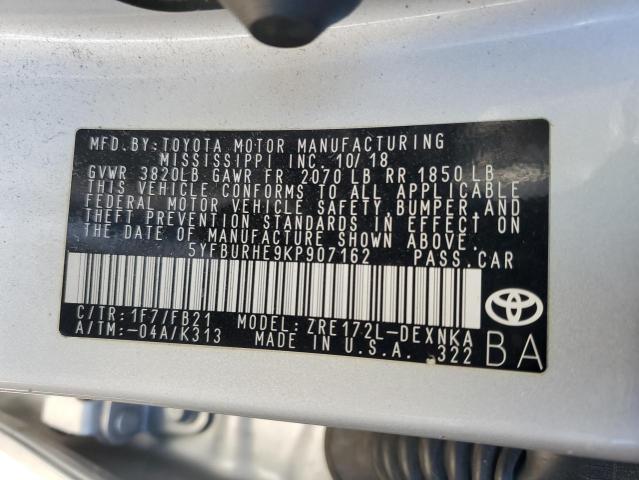 MFD. BY: TOYOTA MOTOR MANUFACTURING
MISSISSIPPI INC. 10/18
GVWR 3820LB GAWR FR 2070 LB RR 1850 LB
THIS VEHICLE CONFORMS TO ALL APPLICABLE
FEDERAL MOTOR VEHICLE SAFETY, BUMPER, AND
THEFT PREVENTION STANDARDS IN EFFECT ON
THE DATE OF MANUFACTURE SHOWN ABOVE.
5YFBURHE9KP907162 PASS. CAR
C/TR: 1F7/FB21 MODEL: ZRE172L-DEXNKA
A/TM: -04A/K313 MADE IN U.S.A. 322
BA